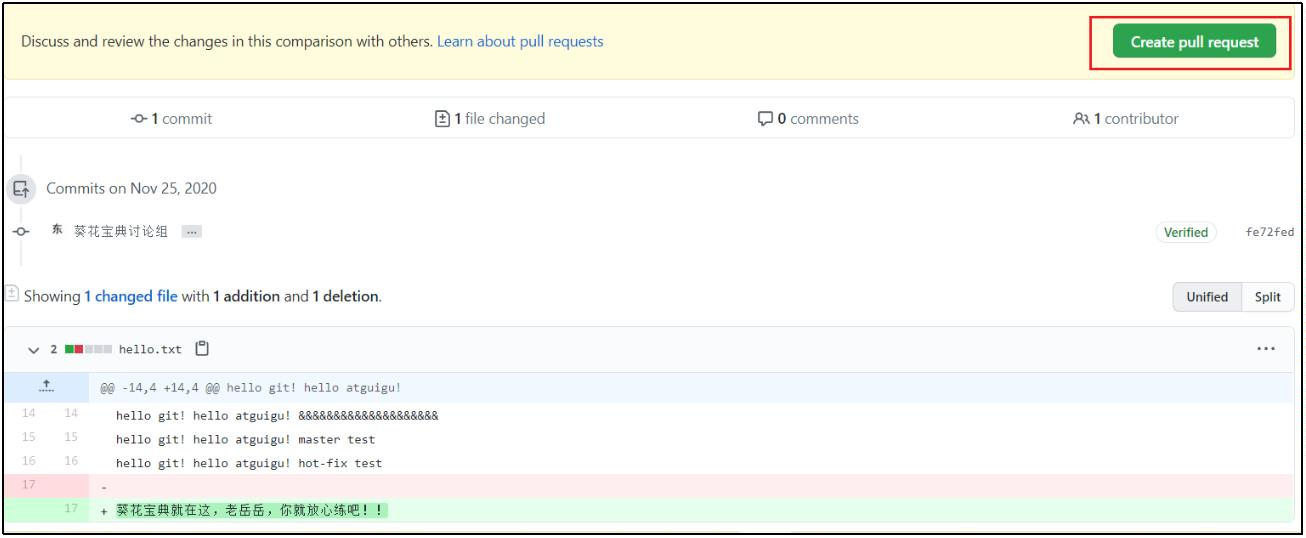 Discuss and review the changes in this comparison with others. Learn about pull requests
Create pull request
1 commit
1 file changed
0 comments
1 contributor
Commits on Nov 25, 2020
东 葵花宝典讨论组 ...
Verified
fe72fed
Showing 1 changed file with 1 addition and 1 deletion.
Unified
Split
2 hello.txt
@@ -14,4 +14,4 @@ hello git! hello atguigu!
14 14 hello git! hello atguigu! &&&&&&&&&&&&&&&&&&&&
15 15 hello git! hello atguigu! master test
16 16 hello git! hello atguigu! hot-fix test
17 -
17 + 葵花宝典就在这，老岳岳，你就放心练吧！！